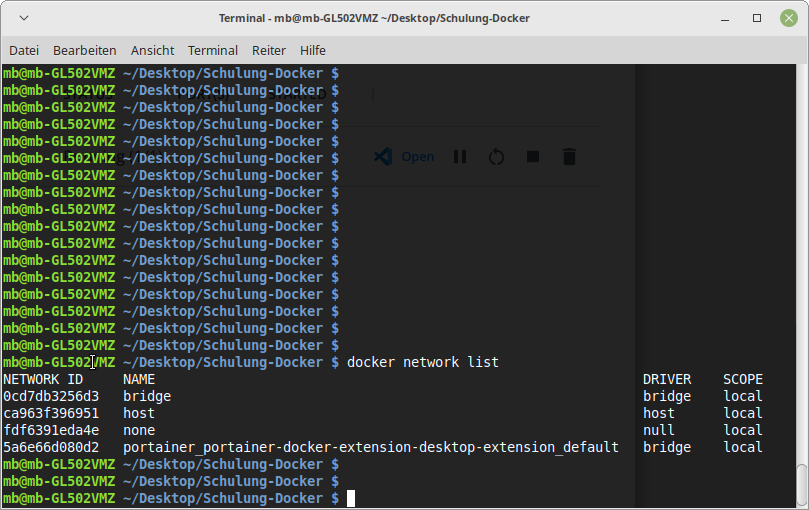 Terminal - mb@mb-GL502VMZ ~/Desktop/Schulung-Docker
Datei Bearbeiten Ansicht Terminal Reiter Hilfe
mb@mb-GL502VMZ ~/Desktop/Schulung-Docker $
mb@mb-GL502VMZ ~/Desktop/Schulung-Docker $
mb@mb-GL502VMZ ~/Desktop/Schulung-Docker $
mb@mb-GL502VMZ ~/Desktop/Schulung-Docker $
mb@mb-GL502VMZ ~/Desktop/Schulung-Docker $
mb@mb-GL502VMZ ~/Desktop/Schulung-Docker $ Open
mb@mb-GL502VMZ ~/Desktop/Schulung-Docker $
mb@mb-GL502VMZ ~/Desktop/Schulung-Docker $
mb@mb-GL502VMZ ~/Desktop/Schulung-Docker $
mb@mb-GL502VMZ ~/Desktop/Schulung-Docker $
mb@mb-GL502VMZ ~/Desktop/Schulung-Docker $
mb@mb-GL502VMZ ~/Desktop/Schulung-Docker $
mb@mb-GL502VMZ ~/Desktop/Schulung-Docker $
mb@mb-GL502VMZ ~/Desktop/Schulung-Docker $
mb@mb-GL502VMZ ~/Desktop/Schulung-Docker $
mb@mb-GL502VMZ ~/Desktop/Schulung-Docker $
mb@mb-GL502VMZ ~/Desktop/Schulung-Docker $
mb@mb-GL502VMZ ~/Desktop/Schulung-Docker $ docker network list
NETWORK ID NAME DRIVER SCOPE
0cd7db3256d3 bridge bridge local
ca963f396951 host host local
fdf6391eda4e none null local
5a6e66d080d2 portainer_portainer-docker-extension-desktop-extension_default bridge local
mb@mb-GL502VMZ ~/Desktop/Schulung-Docker $
mb@mb-GL502VMZ ~/Desktop/Schulung-Docker $
mb@mb-GL502VMZ ~/Desktop/Schulung-Docker $